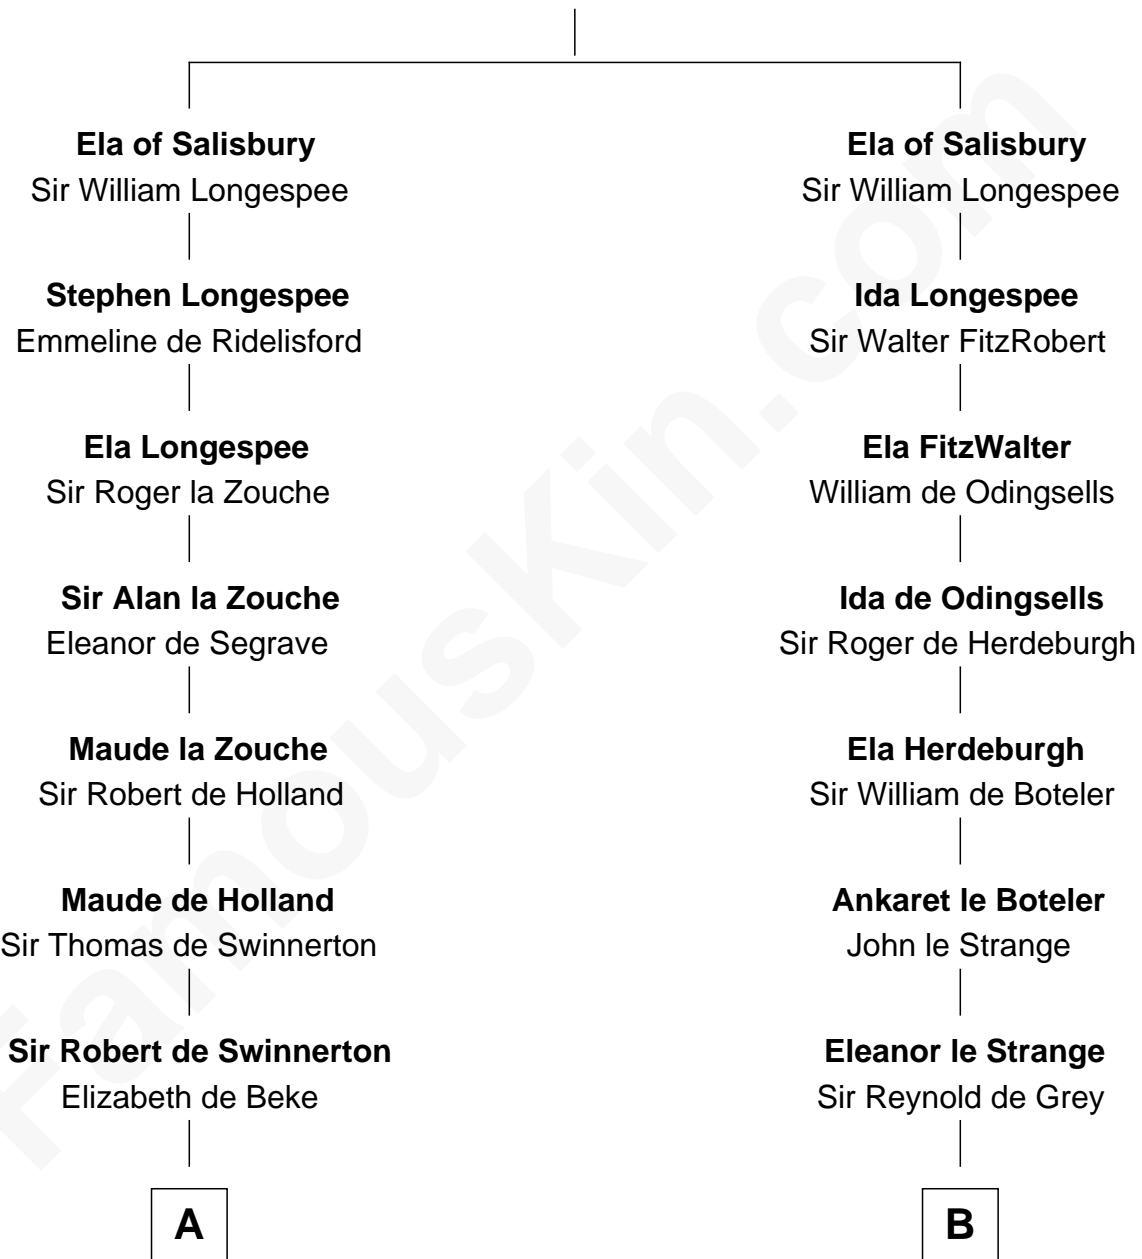 Ela of Salisbury
Sir William Longespee
Stephen Longespee
Emmeline de Ridelisford
Ela Longespee
Sir Roger la Zouche
Sir Alan la Zouche
Eleanor de Segrave
Maude la Zouche
Sir Robert de Holland
Maude de Holland
Sir Thomas de Swinnerton
Sir Robert de Swinnerton
Elizabeth de Beke
A
Ela of Salisbury
Sir William Longespee
Ida Longespee
Sir Walter FitzRobert
Ela FitzWalter
William de Odingsells
Ida de Odingsells
Sir Roger de Herdeburgh
Ela Herdeburgh
Sir William de Boteler
Ankaret le Boteler
John le Strange
Eleanor le Strange
Sir Reynold de Grey
B
FamousKin.com